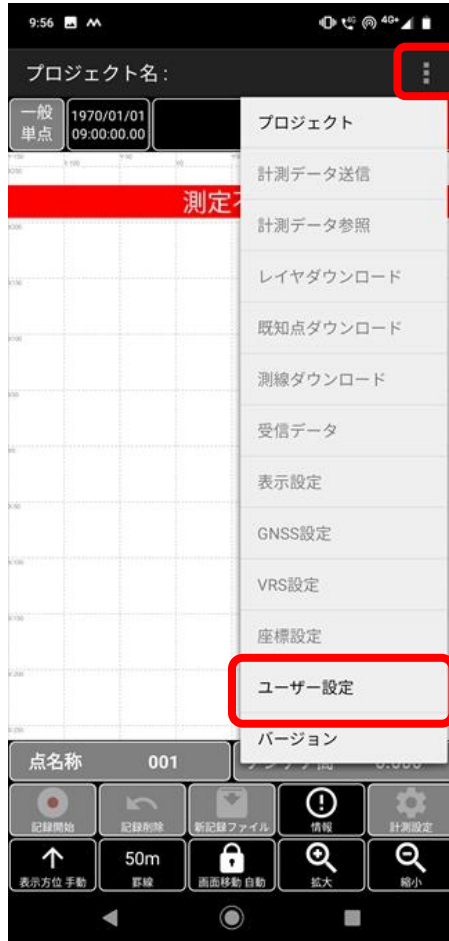 9:56
4G+
プロジェクト名:
一般
単点
1970/01/01
09:00:00.00
測定不
プロジェクト
計測データ送信
計測データ参照
レイヤダウンロード
既知点ダウンロード
測線ダウンロード
受信データ
表示設定
GNSS設定
VRS設定
座標設定
ユーザー設定
バージョン
点名称 001
記録開始
記録削除
新記録ファイル
情報
計測設定
表示方位 手動
50m
罫線
画面移動 自動
拡大
縮小